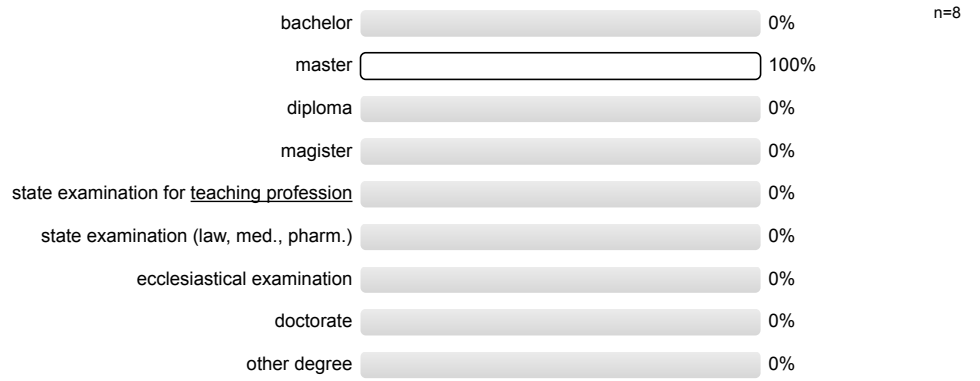 bachelor 0% n=8
master 100%
diploma 0%
magister 0%
state examination for teaching profession 0%
state examination (law, med., pharm.) 0%
ecclesiastical examination 0%
doctorate 0%
other degree 0%